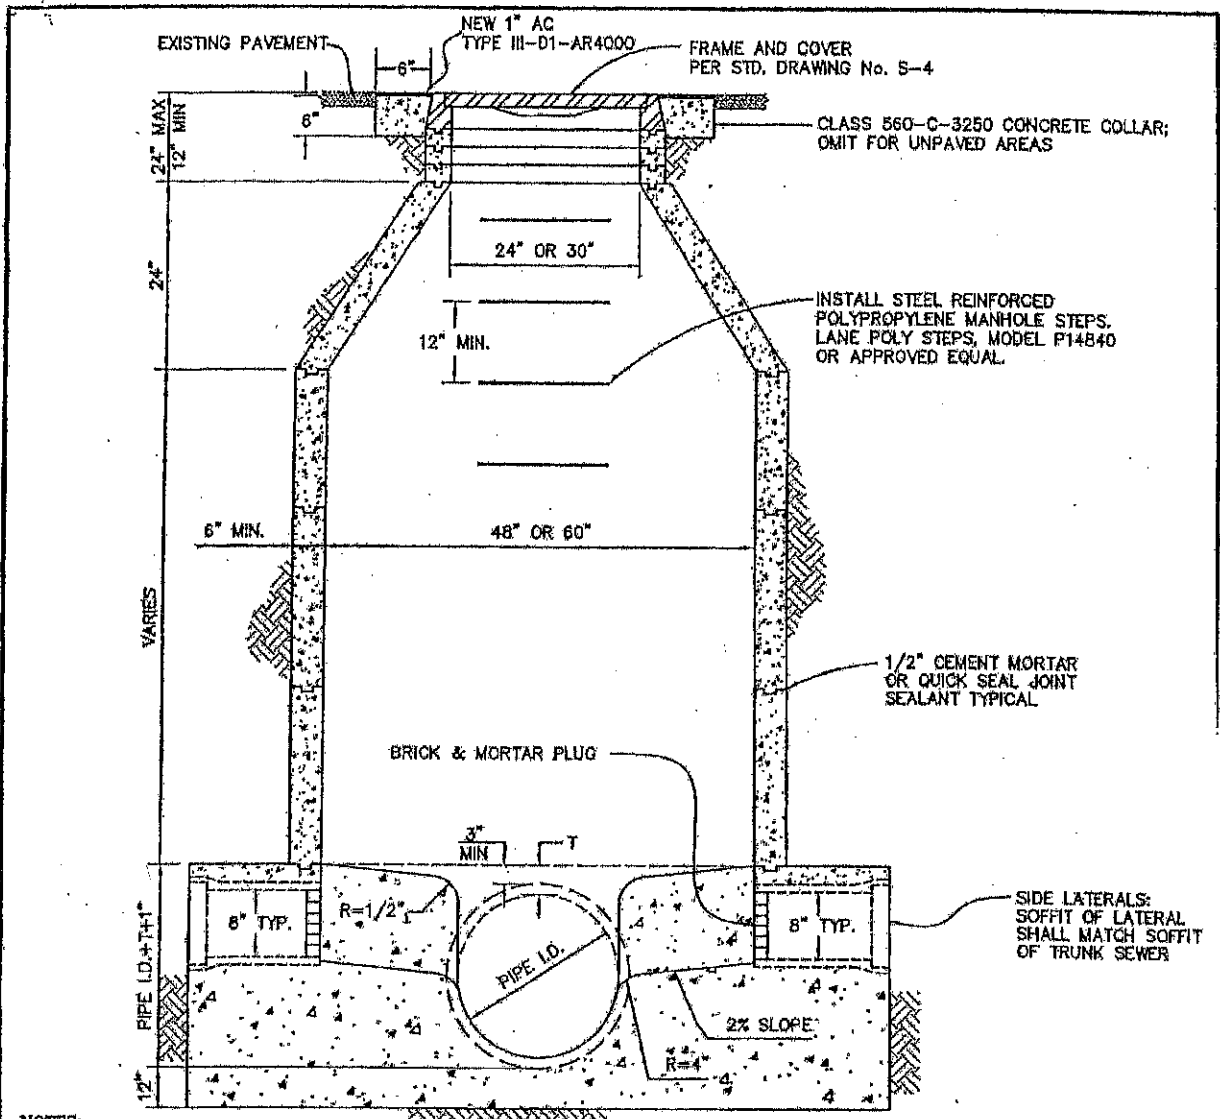 NEW 1" AC
TYPE III-D1-AR4000
EXISTING PAVEMENT
FRAME AND COVER
PER STD. DRAWING No. S-4
6"
6"
24" MAX
12" MIN
CLASS 560-C-3250 CONCRETE COLLAR;
OMIT FOR UNPAVED AREAS
24" OR 30"
24"
INSTALL STEEL REINFORCED
POLYPROPYLENE MANHOLE STEPS.
LANE POLY STEPS, MODEL P14840
OR APPROVED EQUAL.
12" MIN.
6" MIN.
48" OR 60"
VARIES
1/2" CEMENT MORTAR
OR QUICK SEAL JOINT
SEALANT TYPICAL
BRICK & MORTAR PLUG
3"
MIN
T
R=1/2"
8" TYP.
PIPE I.D.
8" TYP.
SIDE LATERALS:
SOFFIT OF LATERAL
SHALL MATCH SOFFIT
OF TRUNK SEWER
PIPE I.D.+T+1"
2% SLOPE
R=4"
12"
NOTES: